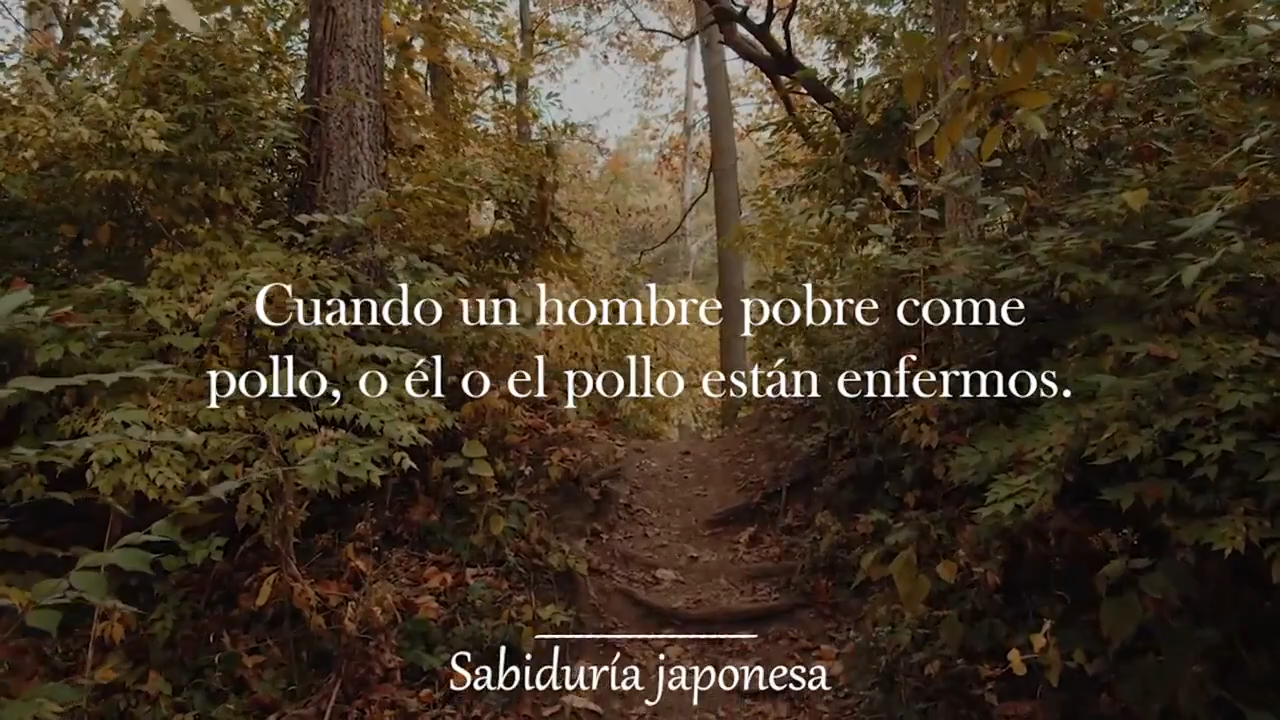 Cuando un hombre pobre come
pollo, o él o el pollo están enfermos.
Sabiduría japonesa